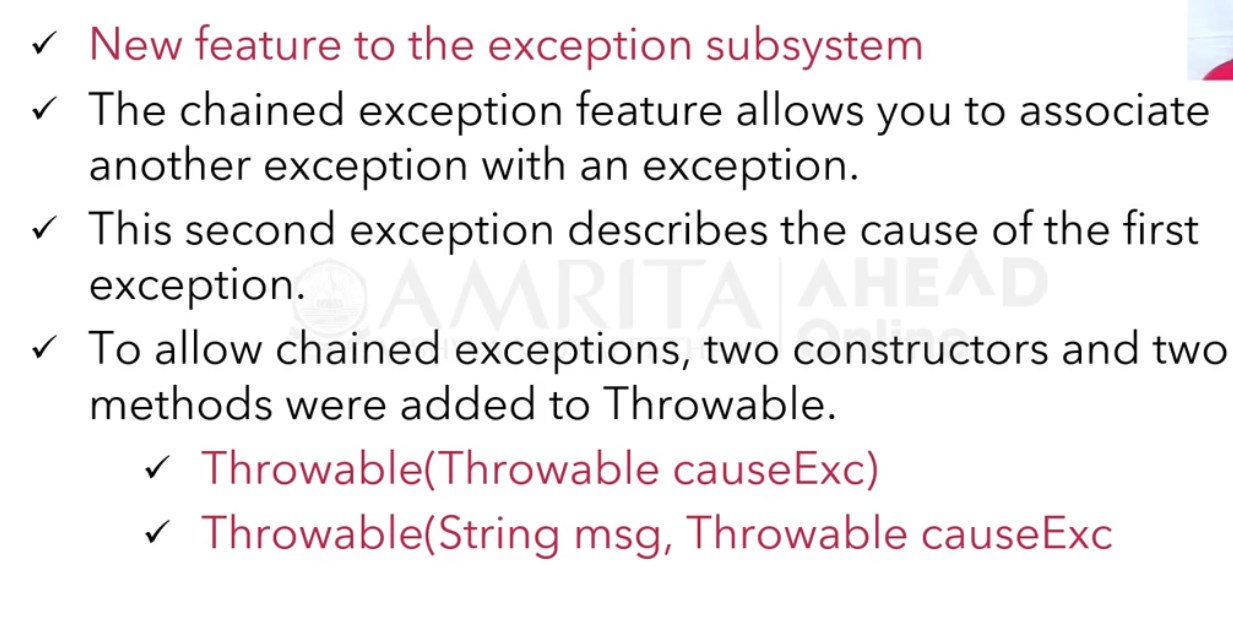 ✓ New feature to the exception subsystem
✓ The chained exception feature allows you to associate
another exception with an exception.
✓ This second exception describes the cause of the first
exception.
AMRITA AHEAD
Online
✓ To allow chained exceptions, two constructors and two
methods were added to Throwable.
✓ Throwable(Throwable causeExc)
✓ Throwable(String msg, Throwable causeExc